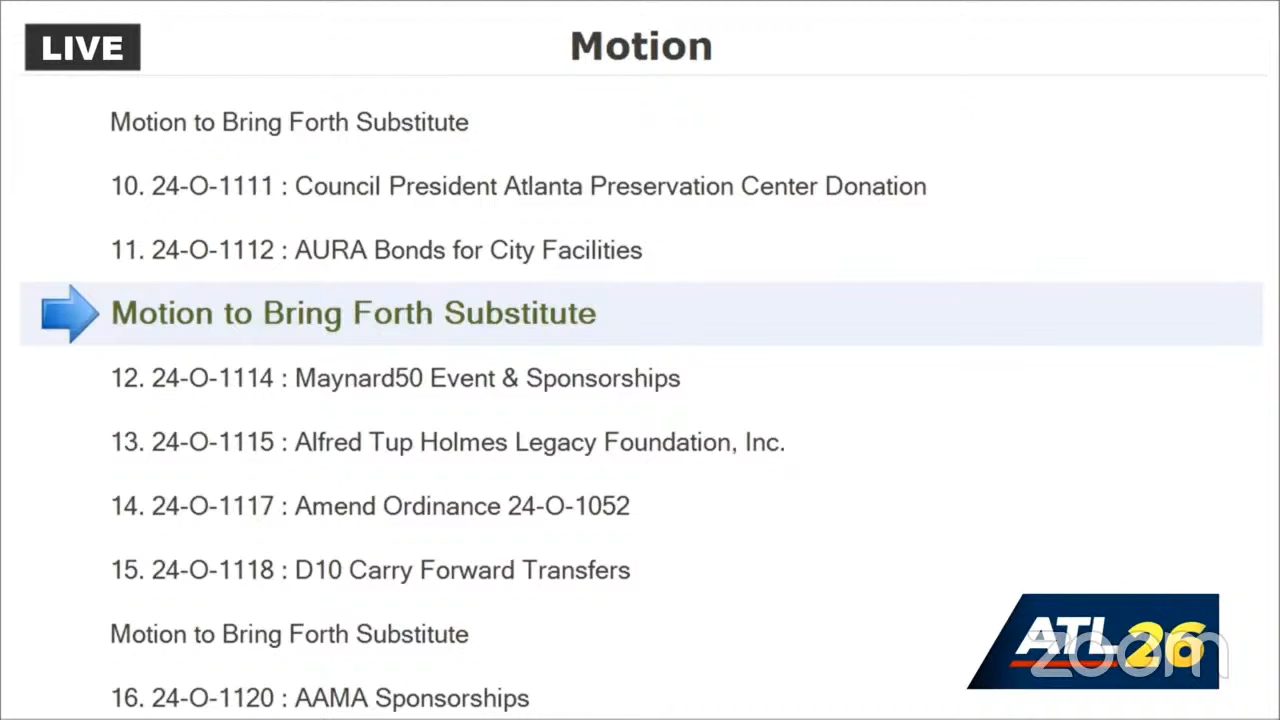 LIVE
Motion
Motion to Bring Forth Substitute
10. 24-O-1111 : Council President Atlanta Preservation Center Donation
11. 24-O-1112 : AURA Bonds for City Facilities
Motion to Bring Forth Substitute
12. 24-O-1114 : Maynard50 Event & Sponsorships
13. 24-O-1115 : Alfred Tup Holmes Legacy Foundation, Inc.
14. 24-O-1117 : Amend Ordinance 24-O-1052
15. 24-O-1118 : D10 Carry Forward Transfers
Motion to Bring Forth Substitute
16. 24-O-1120 : AAMA Sponsorships
ATL 26
zoom